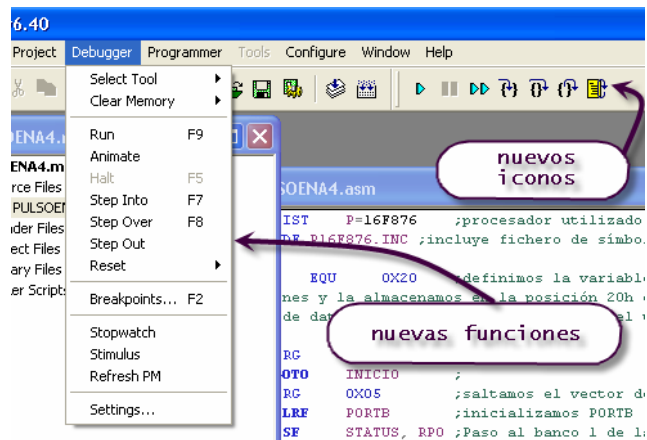 v6.40
Project Debugger Programmer Tools Configure Window Help
Select Tool
Clear Memory
Run F9
Animate
Halt F5
Step Into F7
Step Over F8
Step Out
Reset
Breakpoints... F2
Stopwatch
Stimulus
Refresh PM
Settings...
nuevos
iconos
nuevas funciones
OENA4.
ENA4.m
rce Files
PULSOEN
der Files
ect Files
ary Files
er Scripts
SOENA4.asm
IST P=16F876 ;procesador utilizado
DE P16F876.INC ;incluye fichero de símbo
EQU 0X20 ;definimos la variabl
nes y la almacenamos en la posición 20h
de da
RG
OTO INICIO ;
RG 0X05 ;saltamos el vector d
LRF PORTB ;inicializamos PORTB
SF STATUS, RP0 ;Paso al banco 1 de l